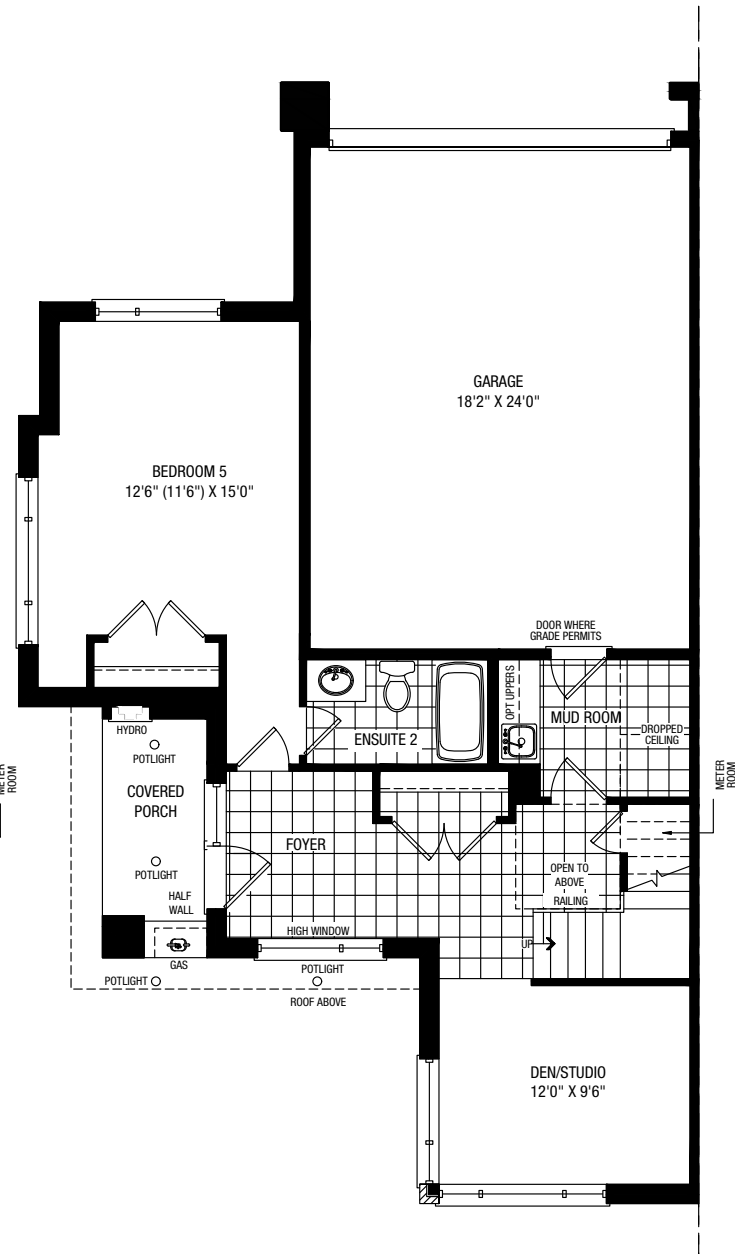 GARAGE
18'2" X 24'0"
BEDROOM 5
12'6" (11'6") X 15'0"
DOOR WHERE
GRADE PERMITS
OPT UPPERS
MUD ROOM
DROPPED
CEILING
ENSUITE 2
HYDRO
POTLIGHT
COVERED
PORCH
METER
ROOM
METER
ROOM
FOYER
POTLIGHT
OPEN TO
ABOVE
RAILING
HALF
WALL
HIGH WINDOW
UP
GAS
POTLIGHT
POTLIGHT
ROOF ABOVE
DEN/STUDIO
12'0" X 9'6"